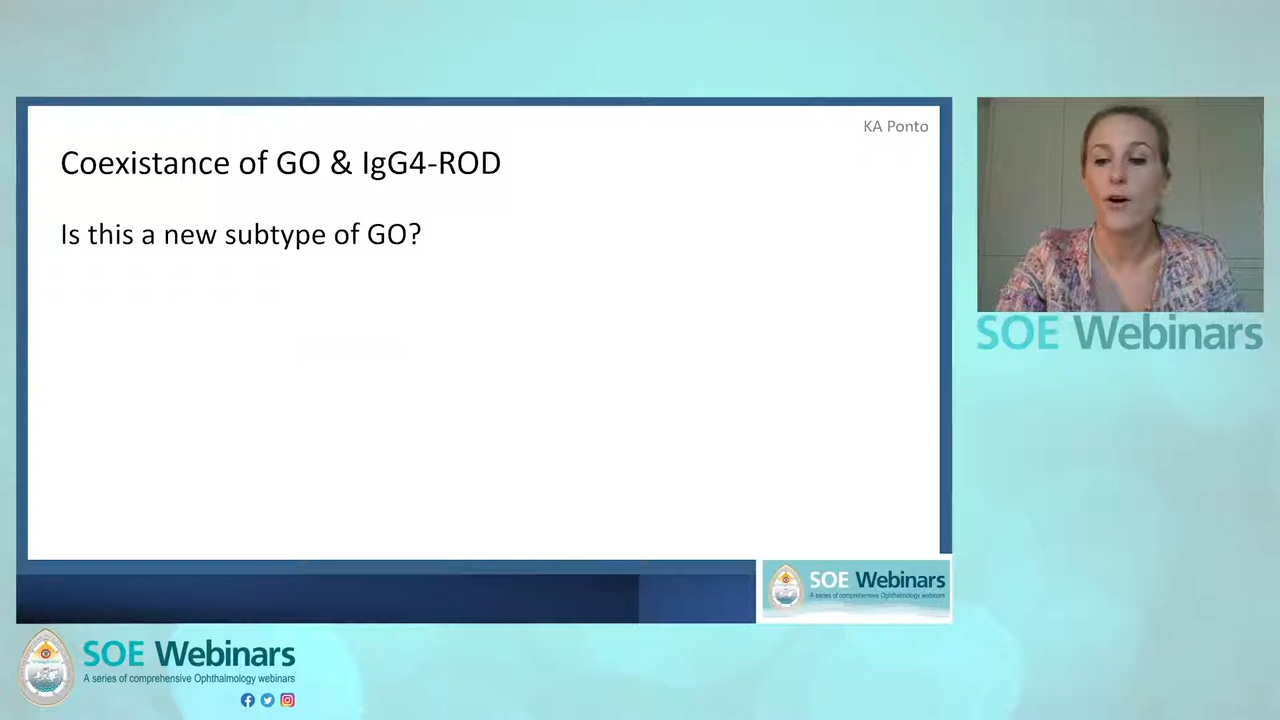 KA Ponto
Coexistance of GO & IgG4-ROD
Is this a new subtype of GO?
SOE Webinars
SOE Webinars
A series of comprehensive Ophthalmology webinars
SOE Webinars
A series of comprehensive Ophthalmology webinars